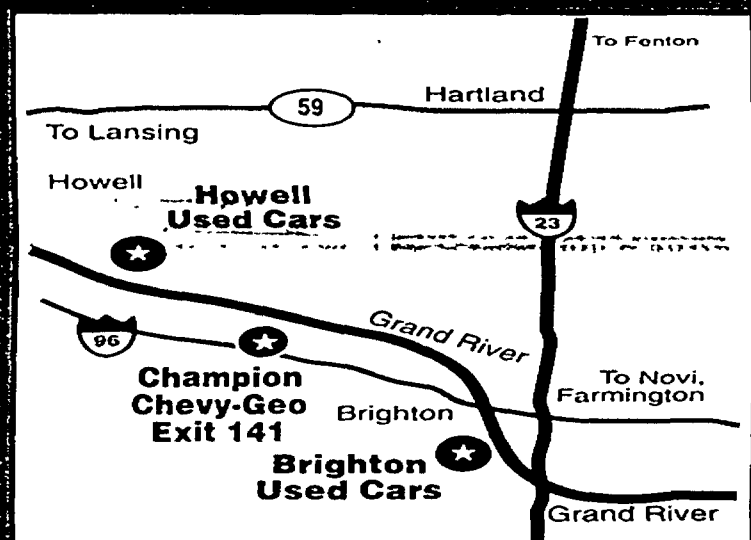 To Fenton
Hartland
59
To Lansing
Howell
Howell
Used Cars
23
Grand River
96
Champion
Chevy-Geo
Exit 141
To Novi,
Farmington
Brighton
Brighton
Used Cars
Grand River